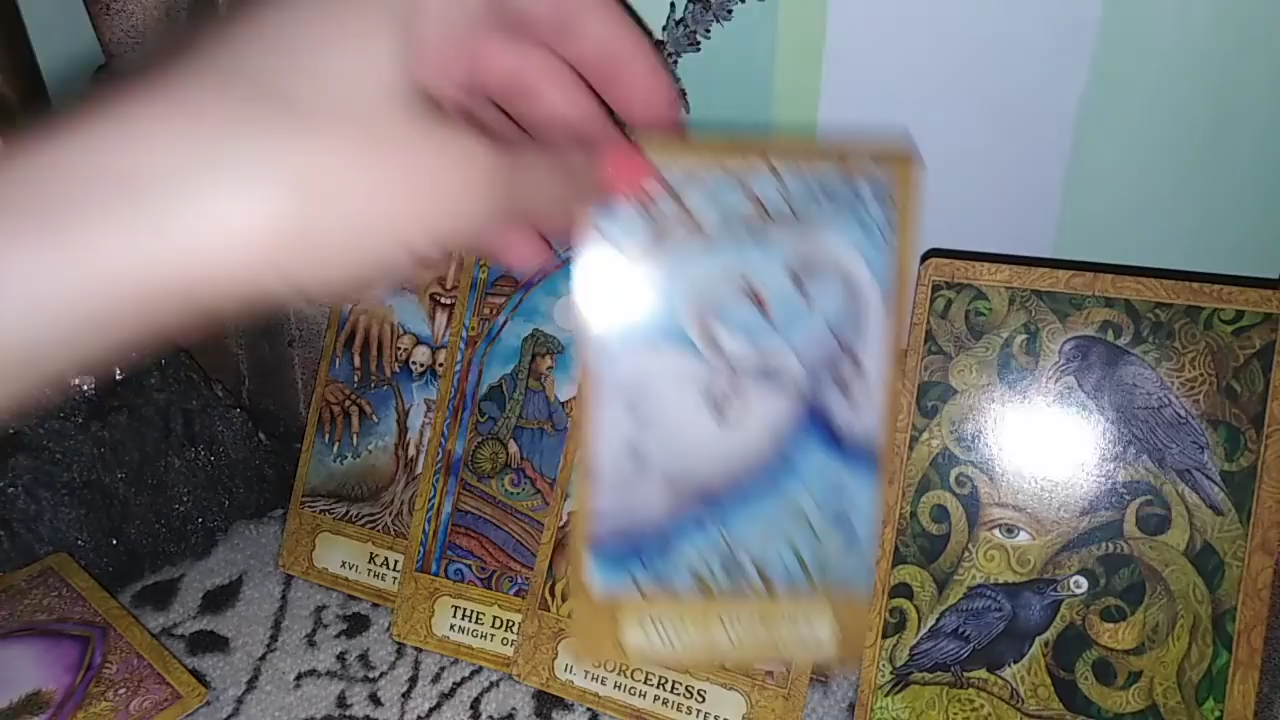 KAL
XVI. THE T
THE DRE
KNIGHT OF
SORCERESS
II. THE HIGH PRIESTESS